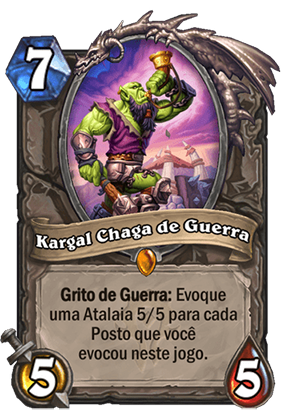 7
Kargal Chaga de Guerra
Grito de Guerra: Evoque
uma Atalaia 5/5 para cada
Posto que você
evocou neste jogo.
5
5